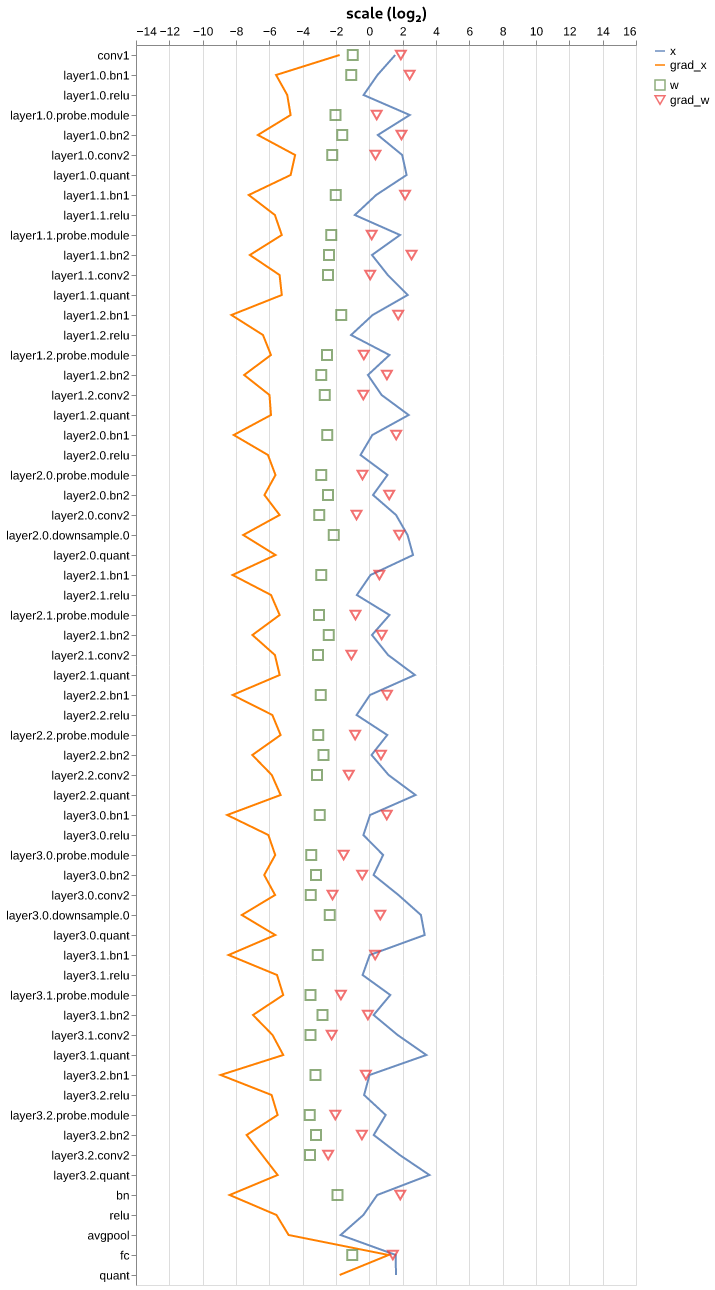 scale (log₂)
−14 −12 −10 −8 −6 −4 −2 0 2 4 6 8 10 12 14 16
x
grad_x
w
grad_w
conv1
layer1.0.bn1
layer1.0.relu
layer1.0.probe.module
layer1.0.bn2
layer1.0.conv2
layer1.0.quant
layer1.1.bn1
layer1.1.relu
layer1.1.probe.module
layer1.1.bn2
layer1.1.conv2
layer1.1.quant
layer1.2.bn1
layer1.2.relu
layer1.2.probe.module
layer1.2.bn2
layer1.2.conv2
layer1.2.quant
layer2.0.bn1
layer2.0.relu
layer2.0.probe.module
layer2.0.bn2
layer2.0.conv2
layer2.0.downsample.0
layer2.0.quant
layer2.1.bn1
layer2.1.relu
layer2.1.probe.module
layer2.1.bn2
layer2.1.conv2
layer2.1.quant
layer2.2.bn1
layer2.2.relu
layer2.2.probe.module
layer2.2.bn2
layer2.2.conv2
layer2.2.quant
layer3.0.bn1
layer3.0.relu
layer3.0.probe.module
layer3.0.bn2
layer3.0.conv2
layer3.0.downsample.0
layer3.0.quant
layer3.1.bn1
layer3.1.relu
layer3.1.probe.module
layer3.1.bn2
layer3.1.conv2
layer3.1.quant
layer3.2.bn1
layer3.2.relu
layer3.2.probe.module
layer3.2.bn2
layer3.2.conv2
layer3.2.quant
bn
relu
avgpool
fc
quant